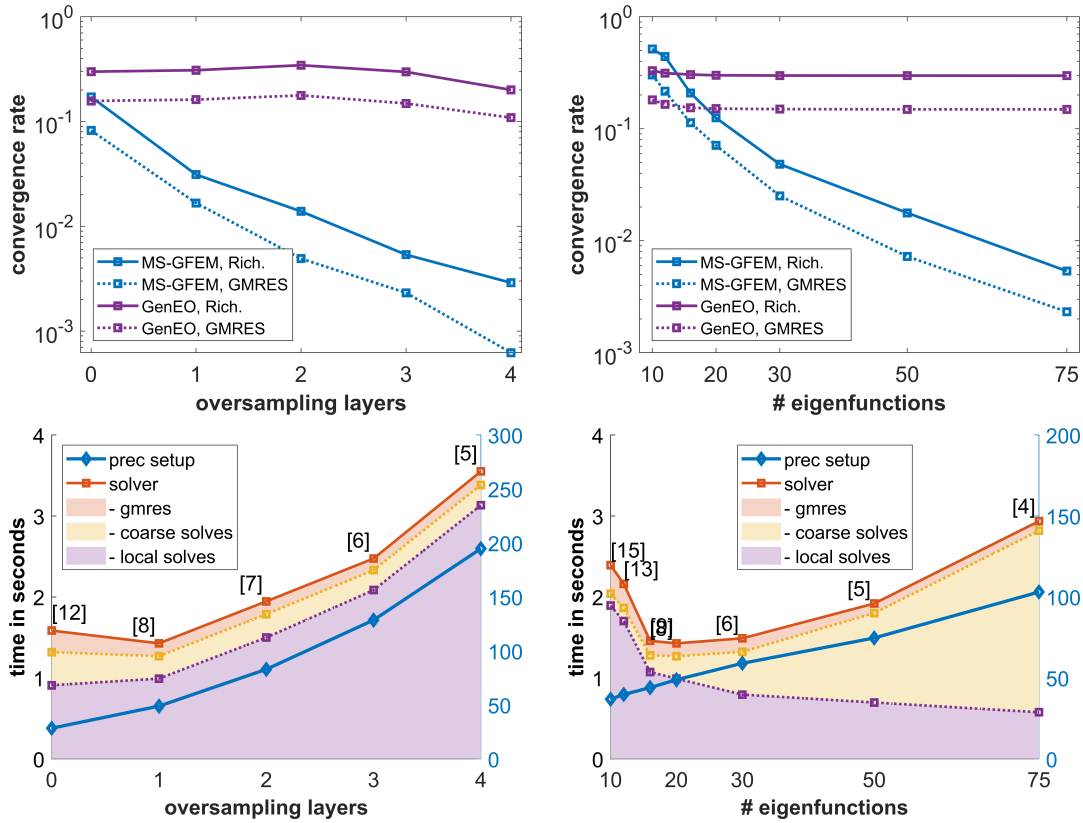 10^0
10^-1
10^-2
10^-3
convergence rate
MS-GFEM, Rich.
MS-GFEM, GMRES
GenEO, Rich.
GenEO, GMRES
0 1 2 3 4
oversampling layers
10^0
10^-1
10^-2
10^-3
convergence rate
MS-GFEM, Rich.
MS-GFEM, GMRES
GenEO, Rich.
GenEO, GMRES
10 20 30 50 75
# eigenfunctions
4
3
2
1
0
time in seconds
prec setup
solver
- gmres
- coarse solves
- local solves
[12]
[8]
[7]
[6]
[5]
300
250
200
150
100
50
0
0 1 2 3 4
oversampling layers
4
3
2
1
0
time in seconds
prec setup
solver
- gmres
- coarse solves
- local solves
[15]
[13]
[9]
[8]
[6]
[5]
[4]
200
150
100
50
0
10 20 30 50 75
# eigenfunctions